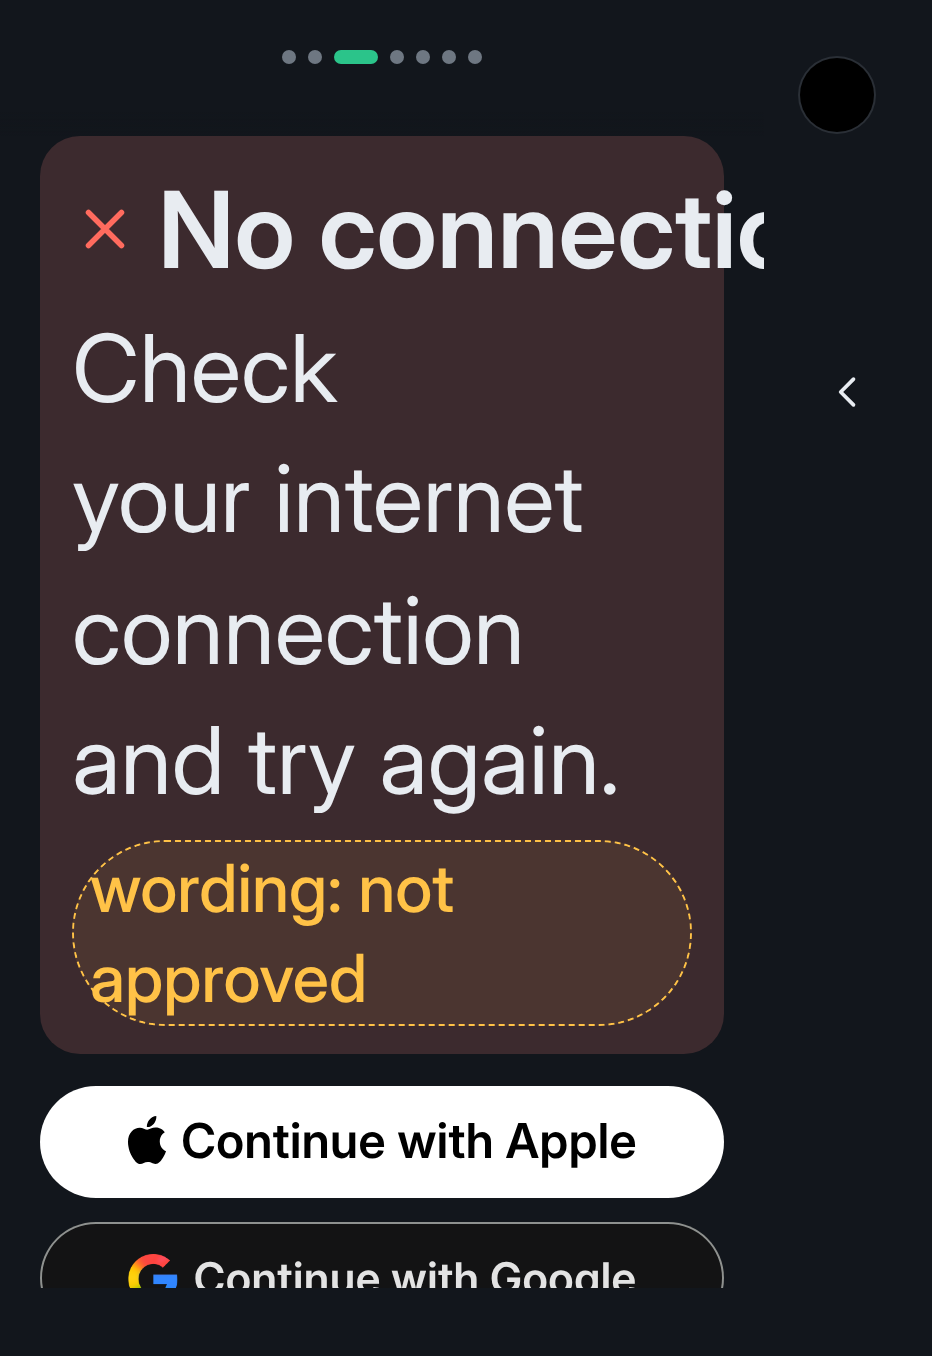 No connectio
Check
your internet
connection
and try again.
wording: not
approved
Continue with Apple
Continue with Google